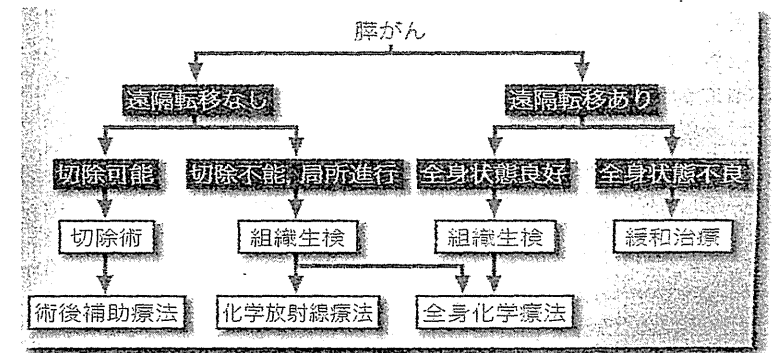 膵がん
遠隔転移なし 遠隔転移あり
切除可能 切除不能、局所進行 全身状態良好 全身状態不良
切除術 組織生検 組織生検 緩和治療
術後補助療法 化学放射線療法 全身化学療法